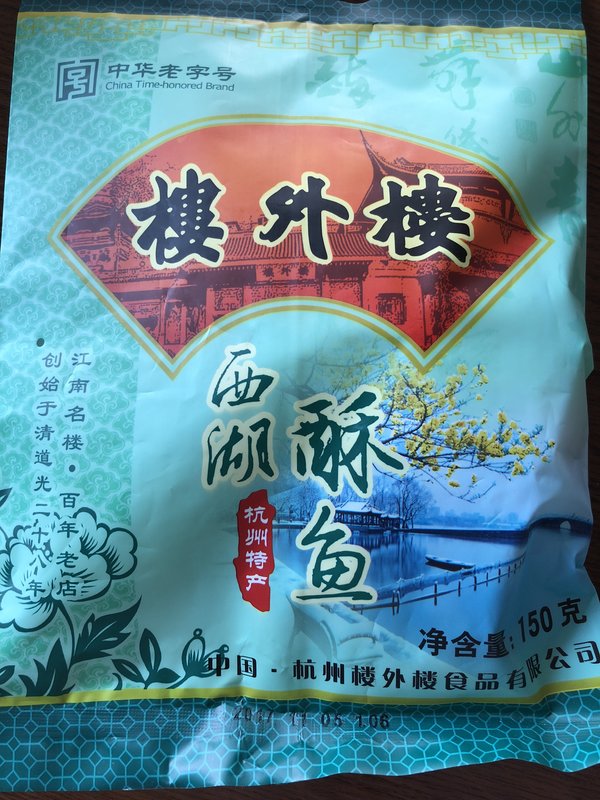 中华老字号
China Time-honored Brand
樓外樓
西湖
酥鱼
杭州特产
江南名楼·百年老店
创始于清道光二十八年
净含量:150克
中国·杭州楼外楼食品有限公司